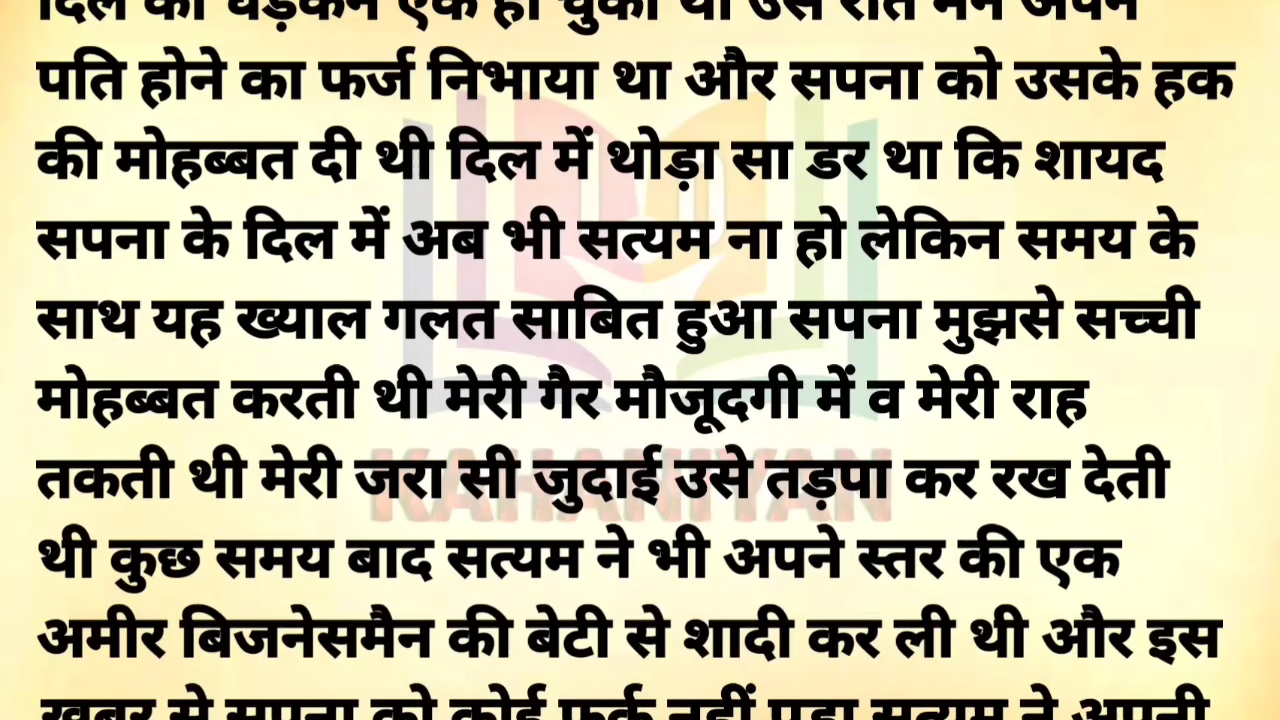 दिल की धड़कन एक हो चुकी थी उस रात मैंने अपने
पति होने का फर्ज निभाया था और सपना को उसके हक
की मोहब्बत दी थी दिल में थोड़ा सा डर था कि शायद
सपना के दिल में अब भी सत्यम ना हो लेकिन समय के
साथ यह ख्याल गलत साबित हुआ सपना मुझसे सच्ची
मोहब्बत करती थी मेरी गैर मौजूदगी में व मेरी राह
तकती थी मेरी जरा सी जुदाई उसे तड़पा कर रख देती
थी कुछ समय बाद सत्यम ने भी अपने स्तर की एक
अमीर बिजनेसमैन की बेटी से शादी कर ली थी और इस
खबर से सपना को कोई फर्क नहीं पड़ा सत्यम ने अपनी
KAHANIYAN